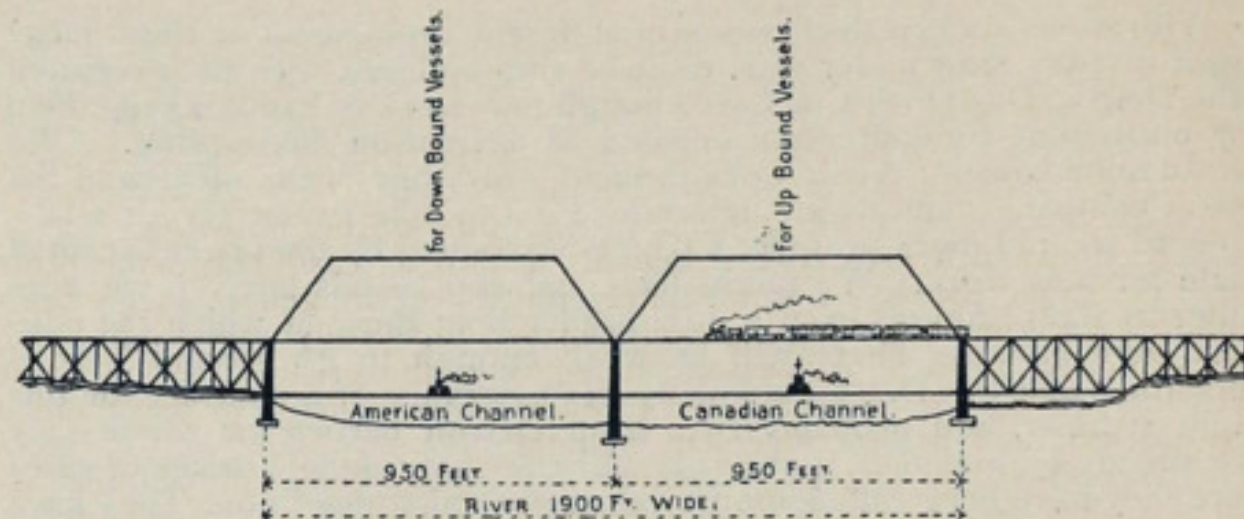 for Down Bound Vessels.
for Up Bound Vessels.
American Channel.
Canadian Channel.
950 FEET.
950 FEET.
RIVER 1900 FT. WIDE.